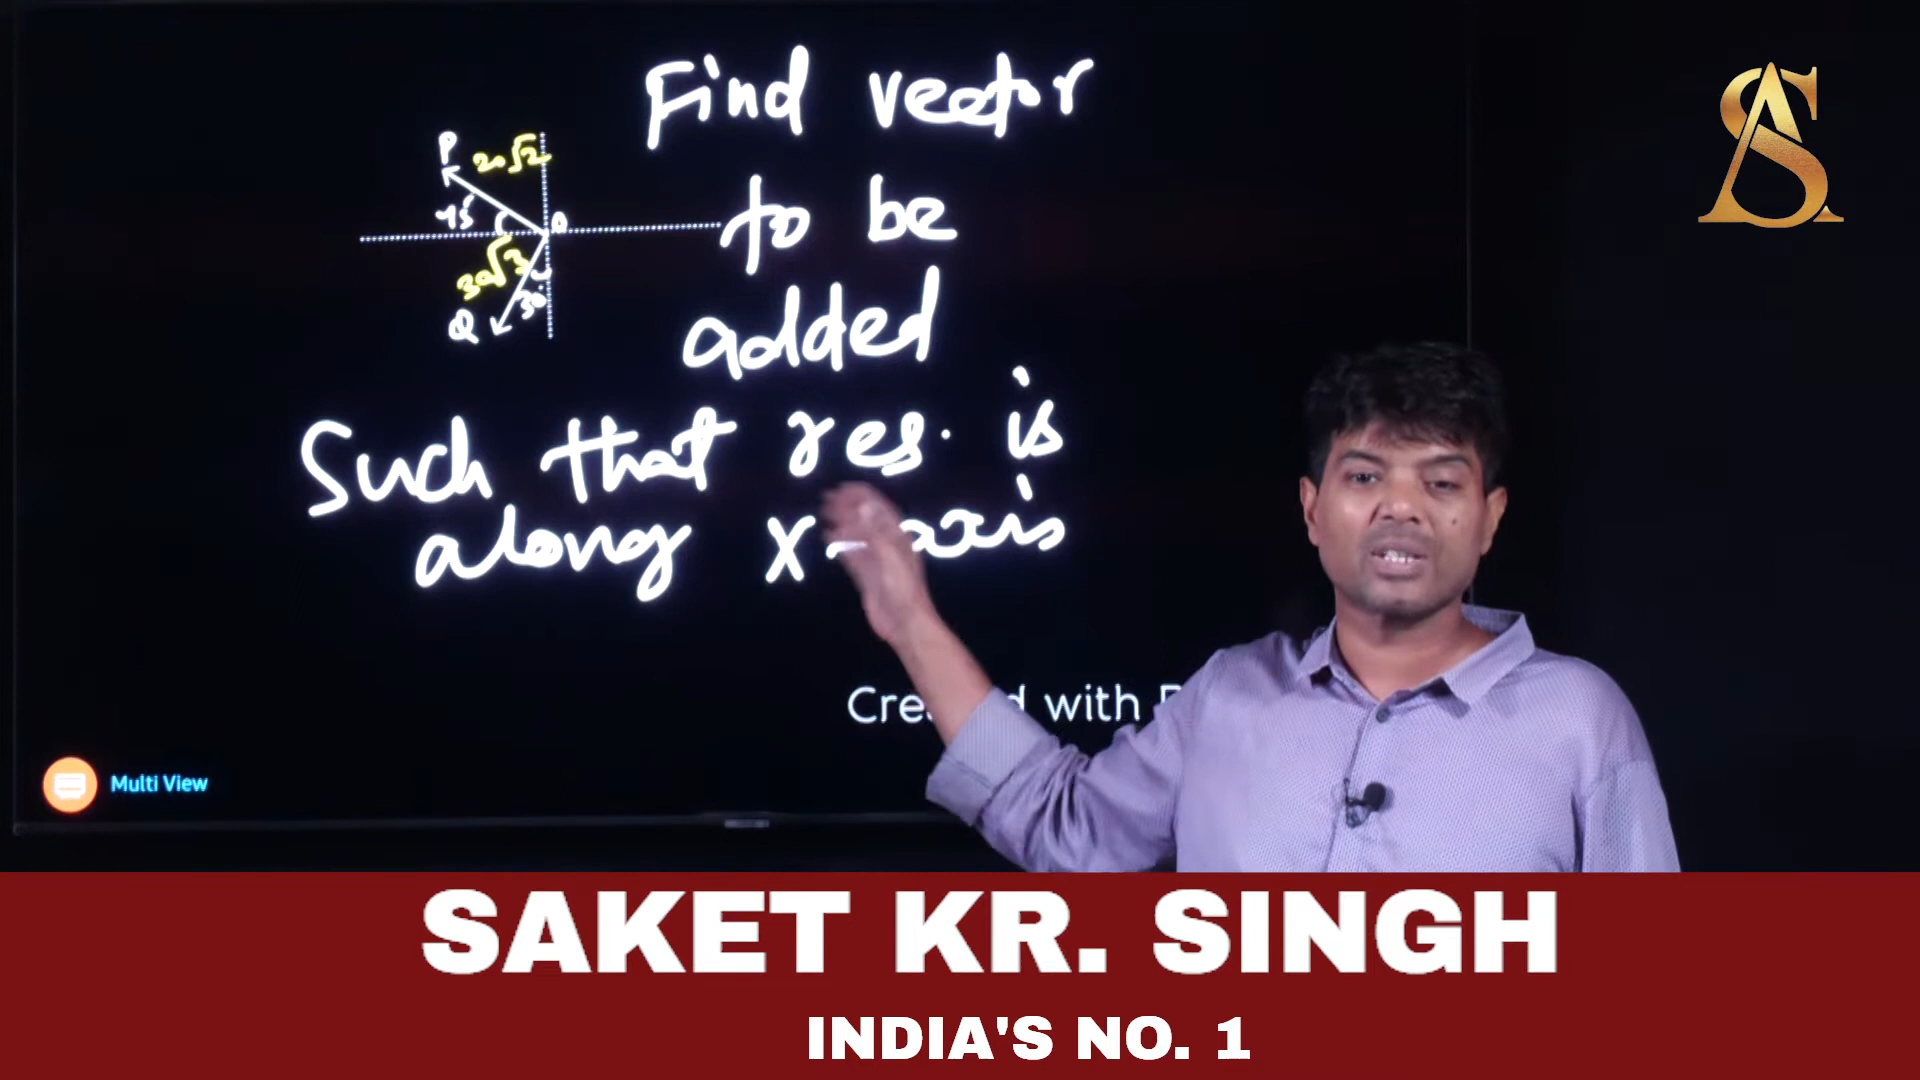 Find vector
to be
added
Such that res. is
along X-axis
P
20√2
45°
O
30√3
30°
Q
Created with
Multi View
SAKET KR. SINGH
INDIA'S NO. 1